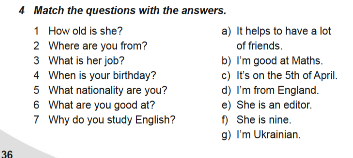 4 Match the questions with the answers.
1 How old is she?
2 Where are you from?
3 What is her job?
4 When is your birthday?
5 What nationality are you?
6 What are you good at?
7 Why do you study English?
a) It helps to have a lot
of friends.
b) I'm good at Maths.
c) It's on the 5th of April.
d) I'm from England.
e) She is an editor.
f) She is nine.
g) I'm Ukrainian.
36